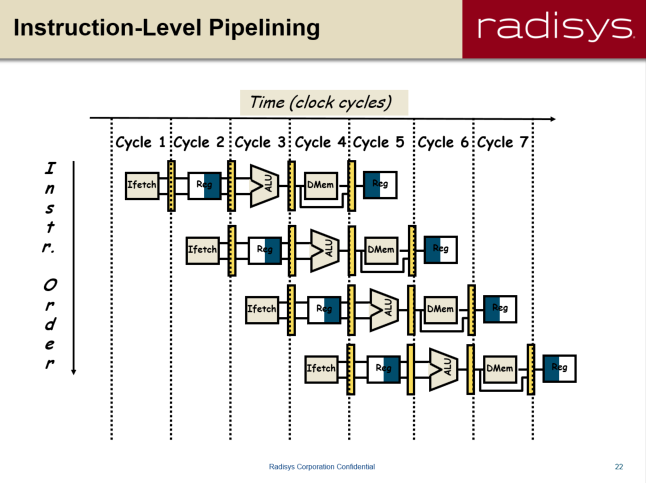 Instruction-Level Pipelining
radisys.
Time (clock cycles)
Cycle 1 Cycle 2 Cycle 3 Cycle 4 Cycle 5 Cycle 6 Cycle 7
Instr. Order
Ifetch Reg ALU DMem Reg
Ifetch Reg ALU DMem Reg
Ifetch Reg ALU DMem Reg
Ifetch Reg ALU DMem Reg
Radisys Corporation Confidential
22